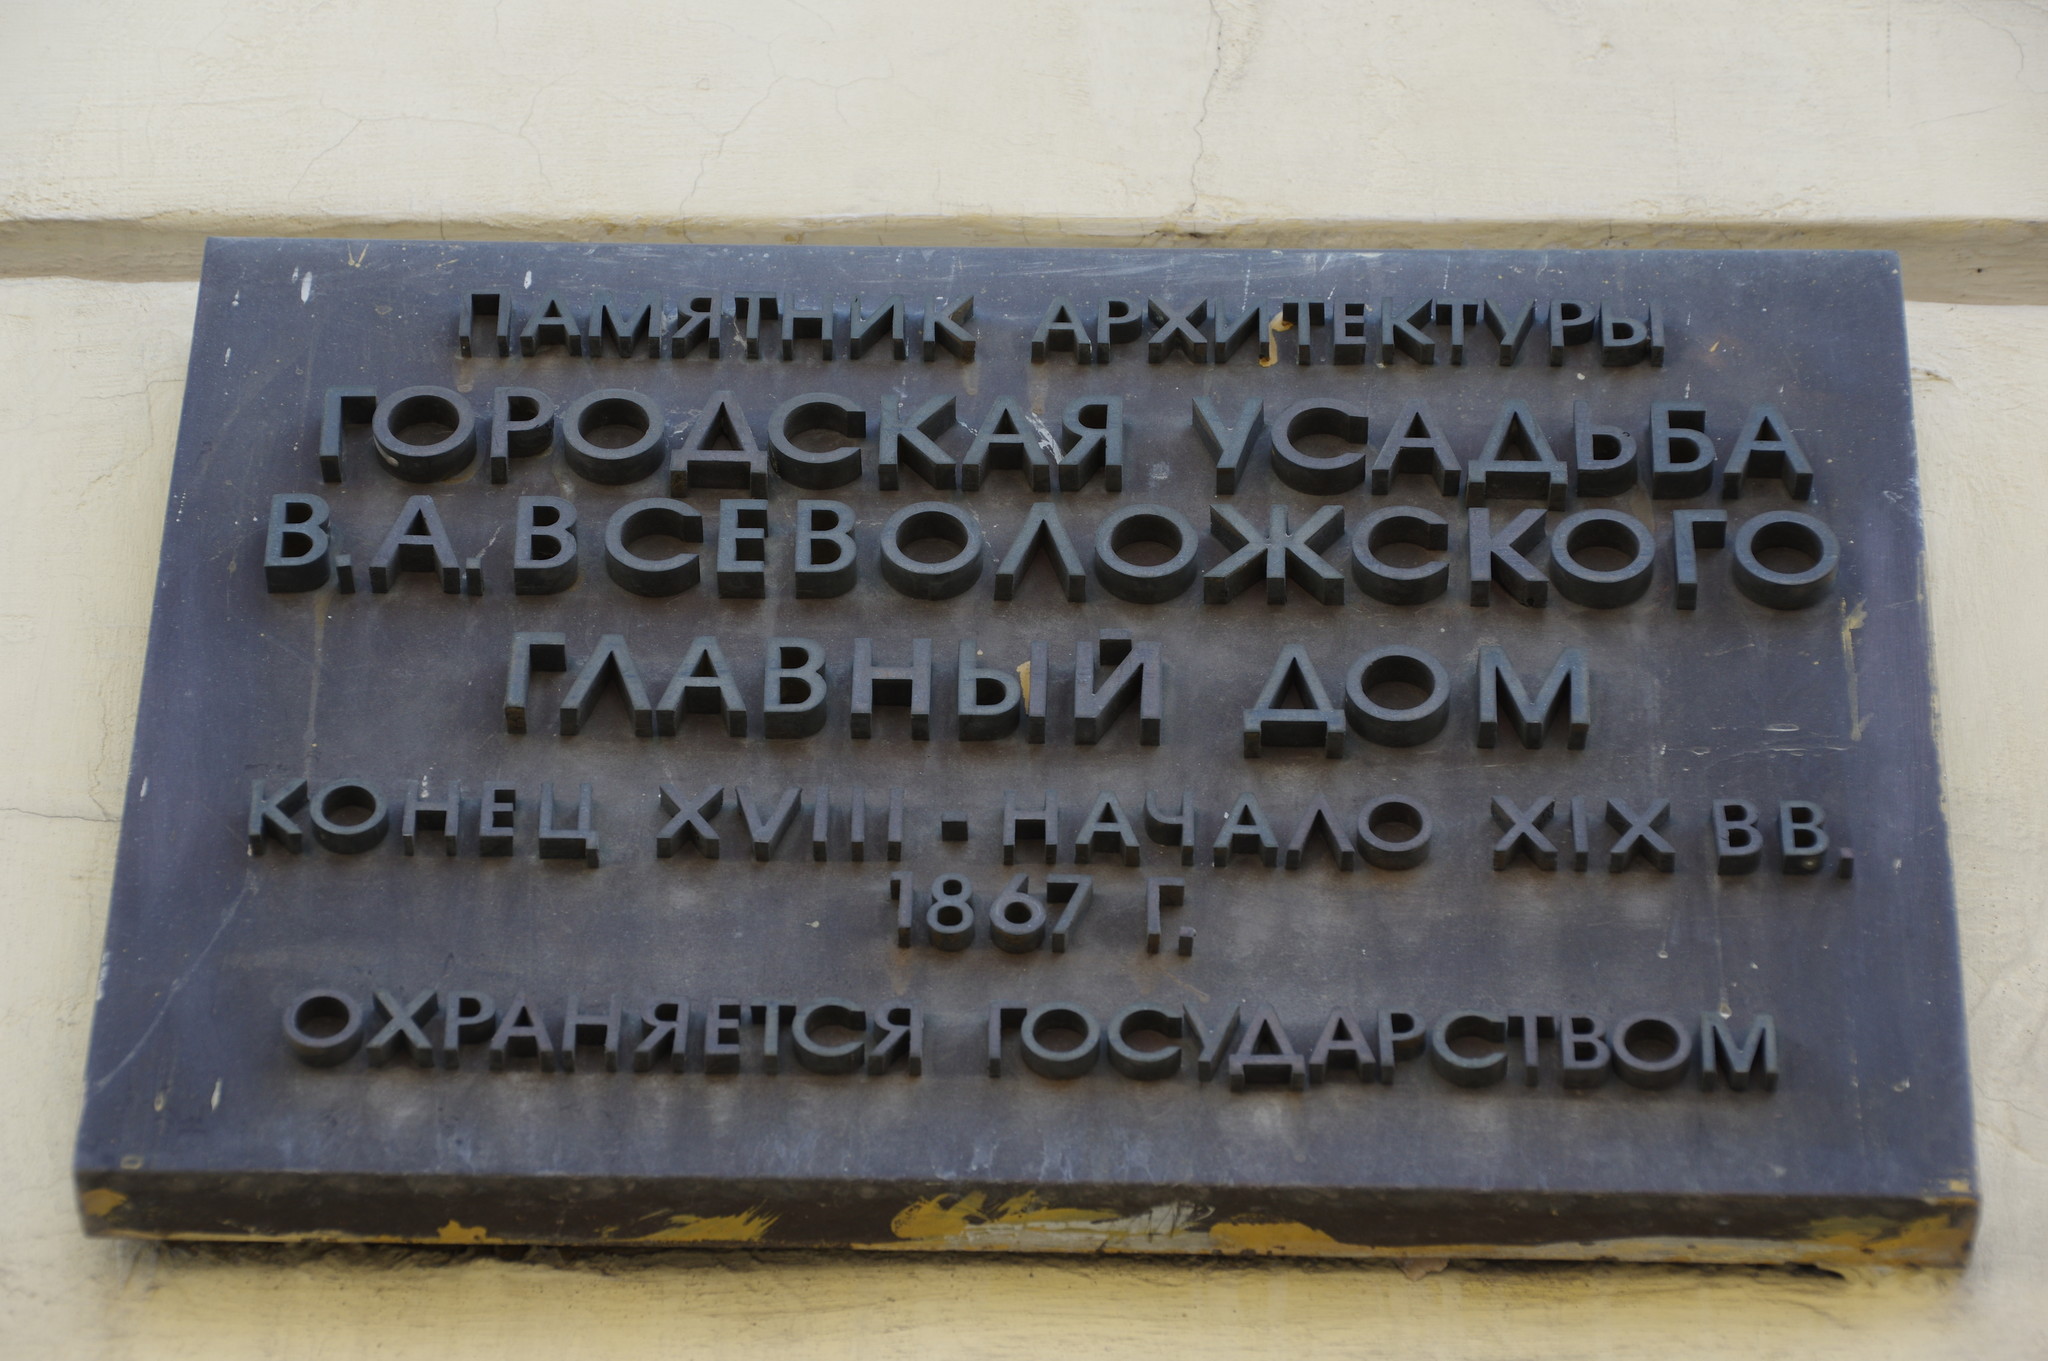 ПАМЯТНИК АРХИТЕКТУРЫ
ГОРОДСКАЯ УСАДЬБА
В.А. ВСЕВОЛОЖСКОГО
ГЛАВНЫЙ ДОМ
КОНЕЦ XVIII - НАЧАЛО XIX ВВ.
1867 Г.
ОХРАНЯЕТСЯ ГОСУДАРСТВОМ